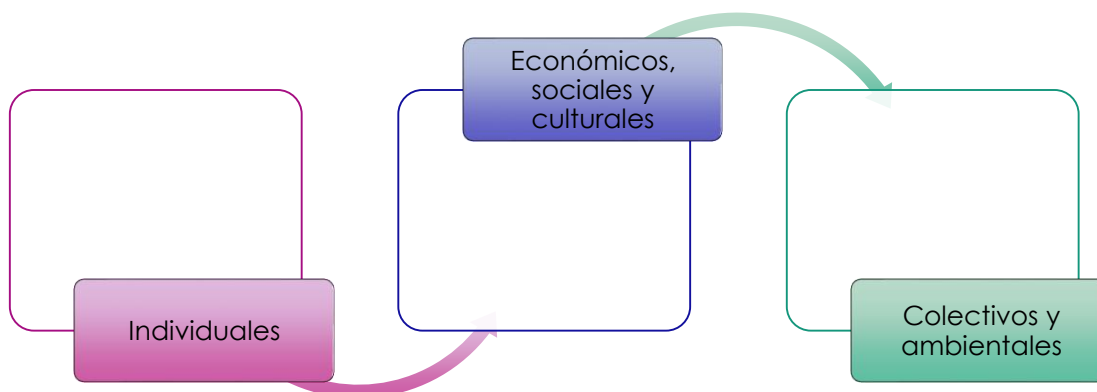 Individuales
Económicos,
sociales y
culturales
Colectivos y
ambientales